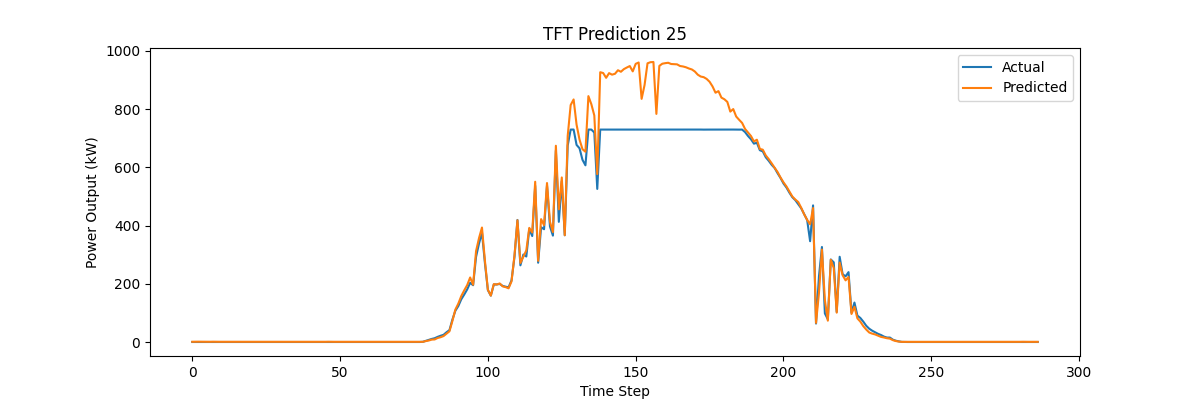 TFT Prediction 25
Actual
Predicted
Power Output (kW)
1000
800
600
400
200
0
0 50 100 150 200 250 300
Time Step